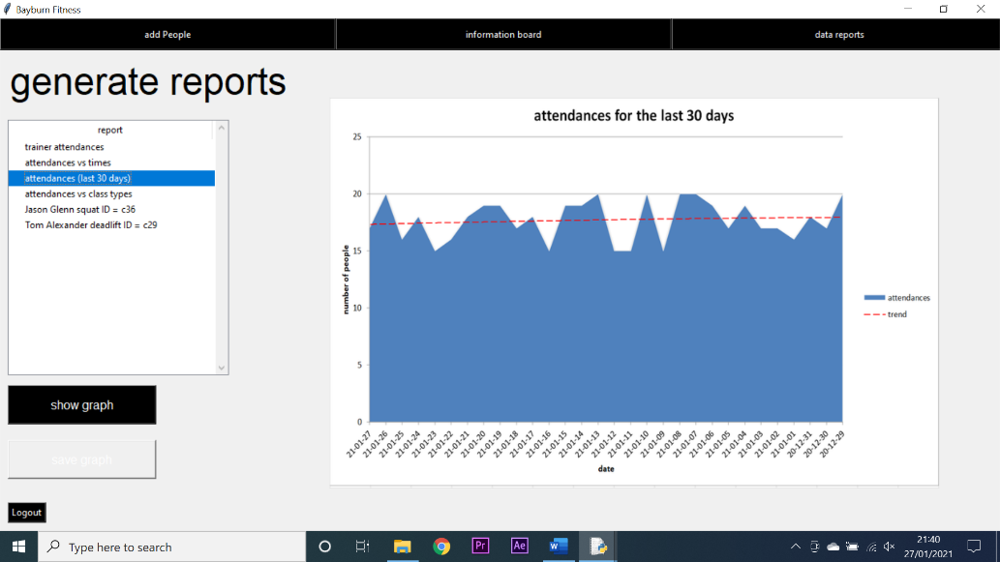 Bayburn Fitness
add People
information board
data reports
generate reports
report
trainer attendances
attendances vs times
attendances (last 30 days)
attendances vs class types
Jason Glenn squat ID = c36
Tom Alexander deadlift ID = c29
show graph
save graph
Logout
attendances for the last 30 days
25
20
15
10
5
0
number of people
21-01-27
21-01-26
21-01-25
21-01-24
21-01-23
21-01-22
21-01-21
21-01-20
21-01-19
21-01-18
21-01-17
21-01-16
21-01-15
21-01-14
21-01-13
21-01-12
21-01-11
21-01-10
21-01-09
21-01-08
21-01-07
21-01-06
21-01-05
21-01-04
21-01-03
21-01-02
21-01-01
20-12-31
20-12-30
20-12-29
date
attendances
trend
Type here to search
Pr
Ae
21:40
27/01/2021